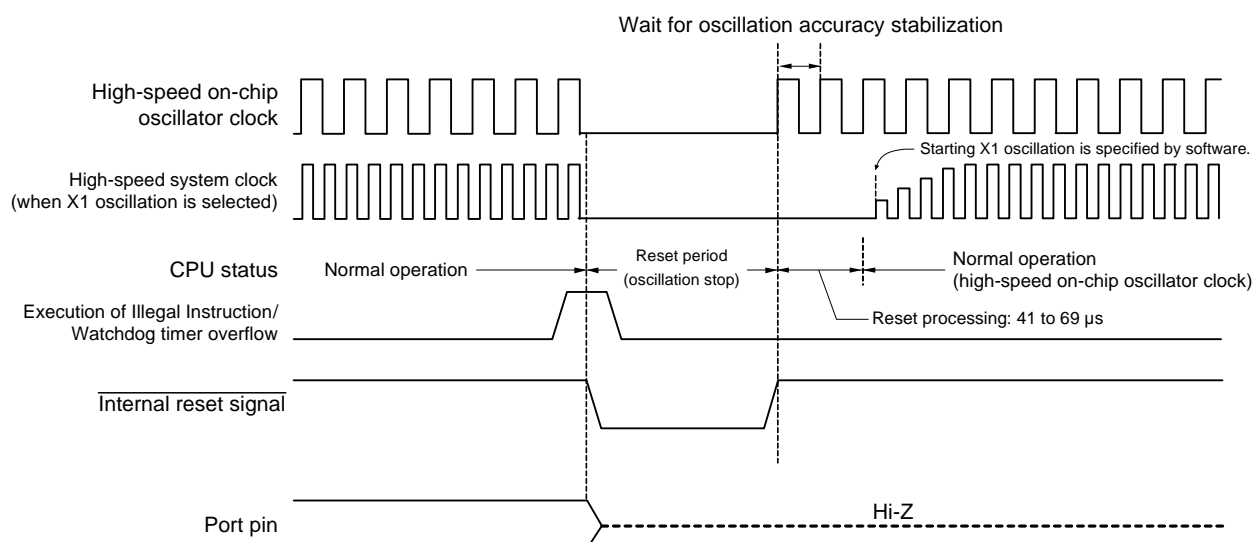 Wait for oscillation accuracy stabilization
High-speed on-chip
oscillator clock
Starting X1 oscillation is specified by software.
High-speed system clock
(when X1 oscillation is selected)
CPU status
Normal operation
Reset period
(oscillation stop)
Normal operation
(high-speed on-chip oscillator clock)
Execution of Illegal Instruction/
Watchdog timer overflow
Reset processing: 41 to 69 µs
Internal reset signal
Port pin
Hi-Z